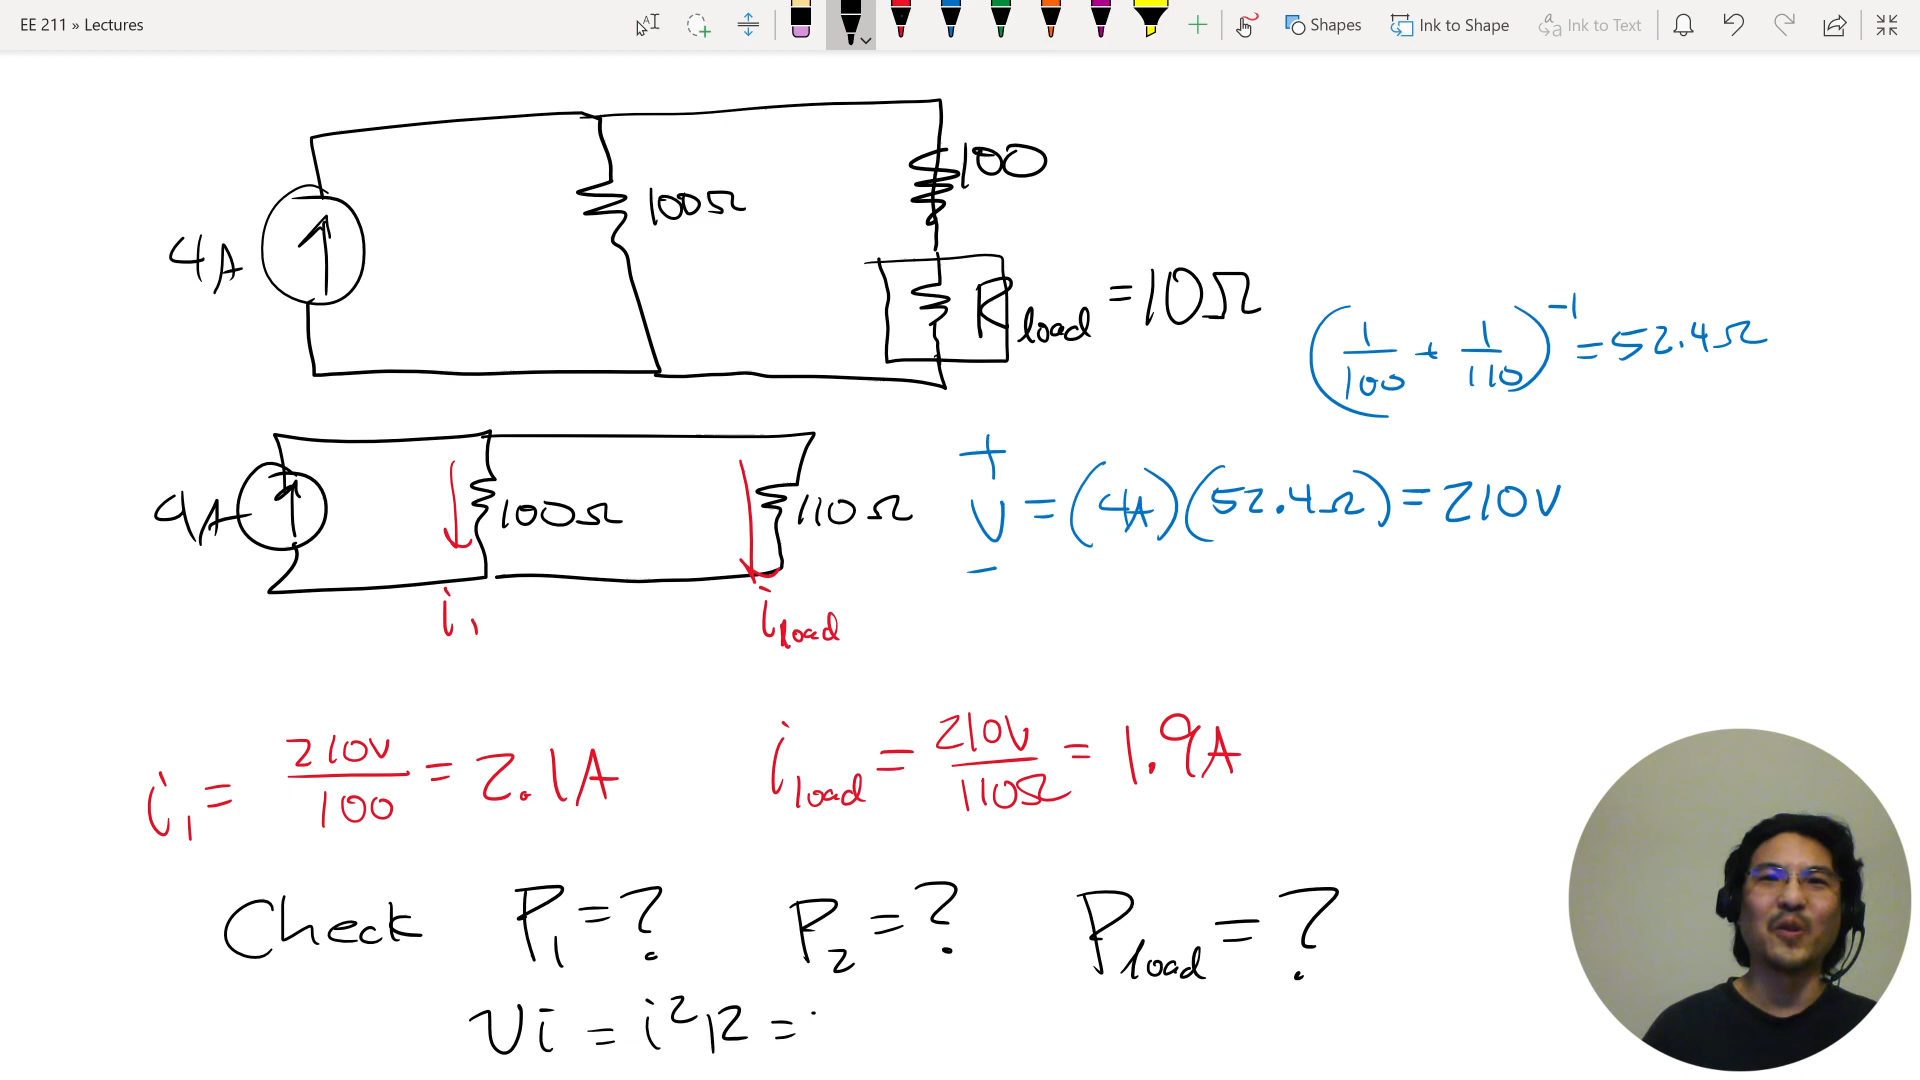 EE 211 » Lectures
Shapes
Ink to Shape
Ink to Text
4A
100Ω
100
Rload = 10Ω
(1/100 + 1/110)^-1 = 52.4Ω
4A
100Ω
110Ω
i1
iload
+
V = (4A)(52.4Ω) = 210V
-
i1 = 210V/100 = 2.1A
iload = 210V/110Ω = 1.9A
Check P1 = ? P2 = ? Pload = ?
Vi = i²R =